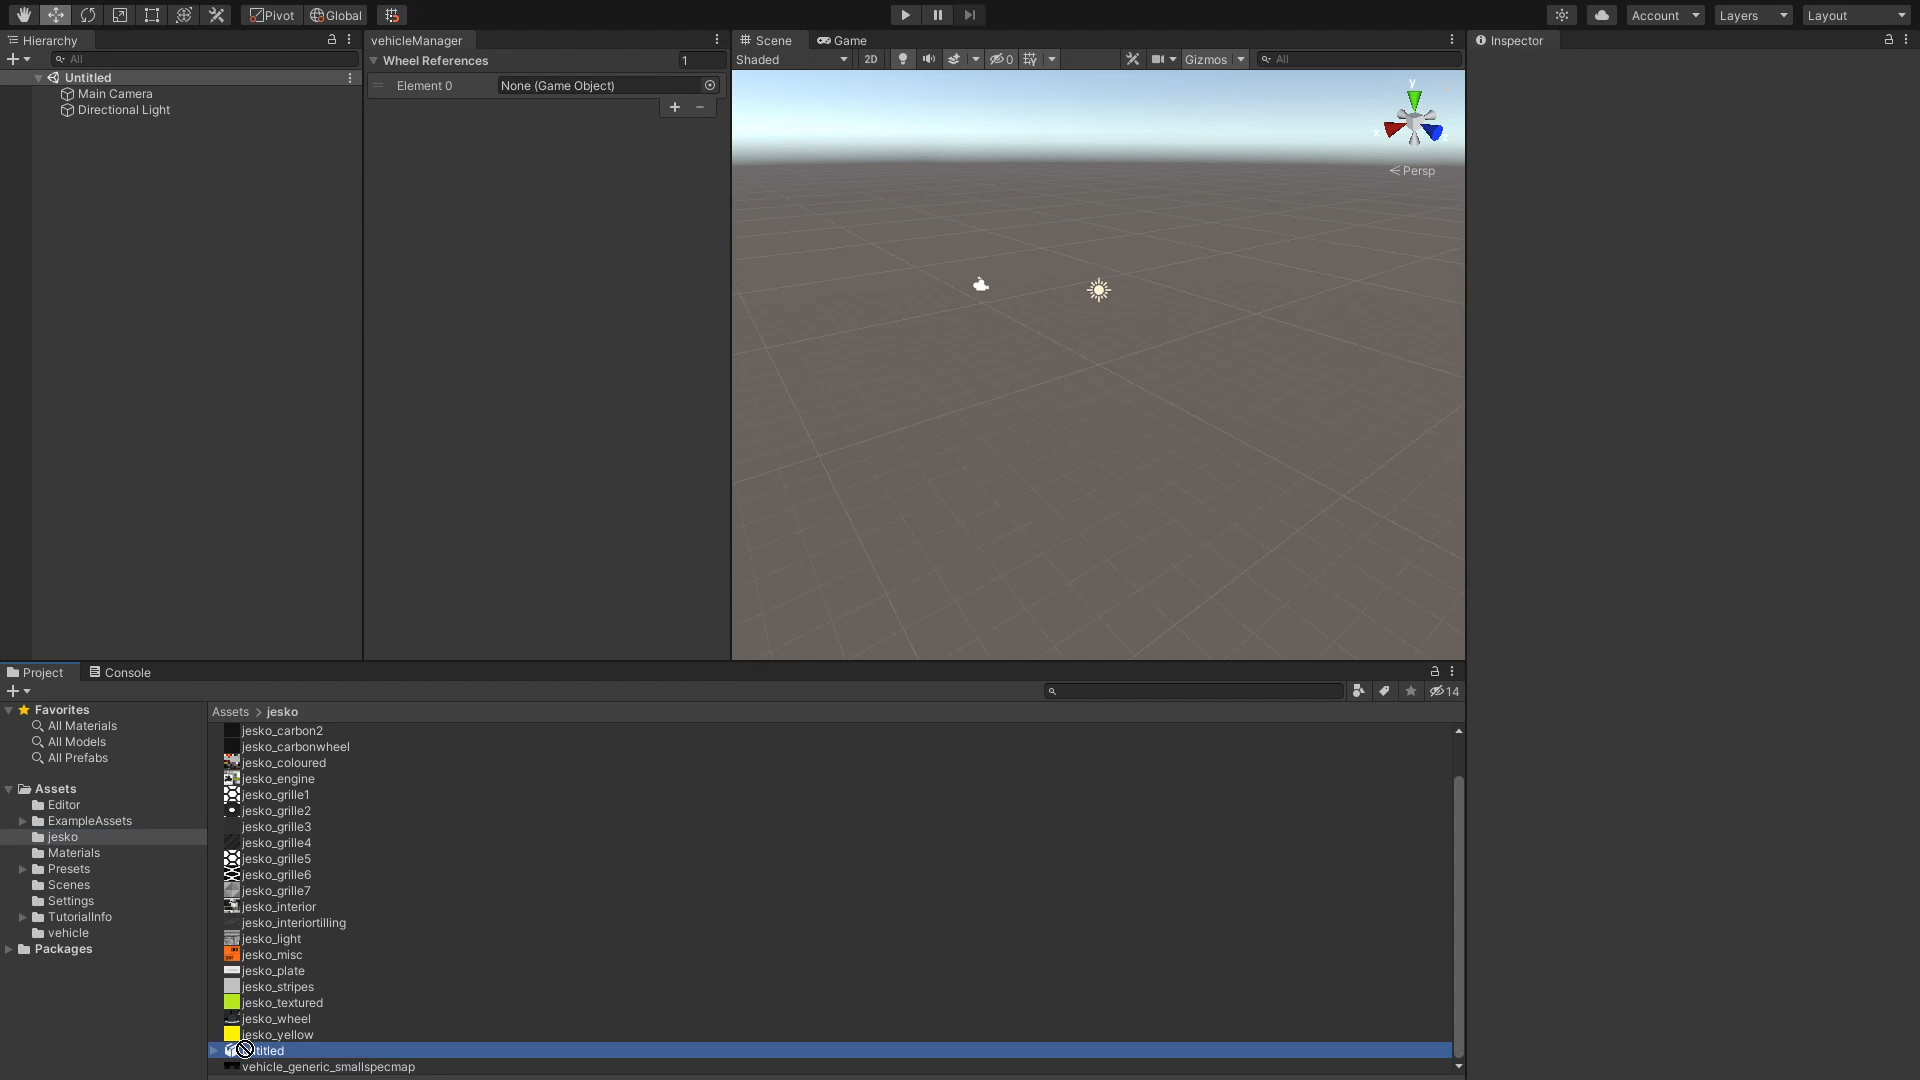 Pivot Global Account Layers Layout
Hierarchy vehicleManager Scene Game Inspector
All Wheel References 1 Shaded 2D 0 Gizmos All
Untitled Element 0 None (Game Object)
Main Camera
Directional Light + −
y
x z
Persp
Project Console
14
Favorites Assets > jesko
All Materials jesko_carbon2
All Models jesko_carbonwheel
All Prefabs jesko_coloured
jesko_engine
Assets jesko_grille1
Editor jesko_grille2
ExampleAssets jesko_grille3
jesko jesko_grille4
Materials jesko_grille5
Presets jesko_grille6
Scenes jesko_grille7
Settings jesko_interior
TutorialInfo jesko_interiortilling
vehicle jesko_light
Packages jesko_misc
jesko_plate
jesko_stripes
jesko_textured
jesko_wheel
jesko_yellow
vehicle_generic_smallspecmap